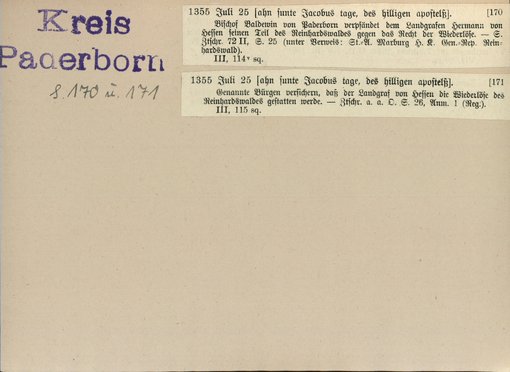 Kreis
Paderborn
S. 170 u. 171
1355 Juli 25 [ahn sunte Jacobus tage, des hilligen apostelß]. [170
Bischof Baldewin von Paderborn verpfändet dem Landgrafen Hermann von
Hessen seinen Teil des Reinhardswaldes gegen das Recht der Wiederlöse. — S.
Ztschr. 72 II, S. 25 (unter Verweis: St.-A. Marburg H. K. Gen.-Rep. Rein-
hardswald).
III, 114v sq.
1355 Juli 25 [ahn sunte Jacobus tage, des hilligen apostelß]. [171
Genannte Bürgen versichern, daß der Landgraf von Hessen die Wiederlöse des
Reinhardswaldes gestatten werde. — Ztschr. a. a. O. S. 26, Anm. 1 (Reg.).
III, 115 sq.